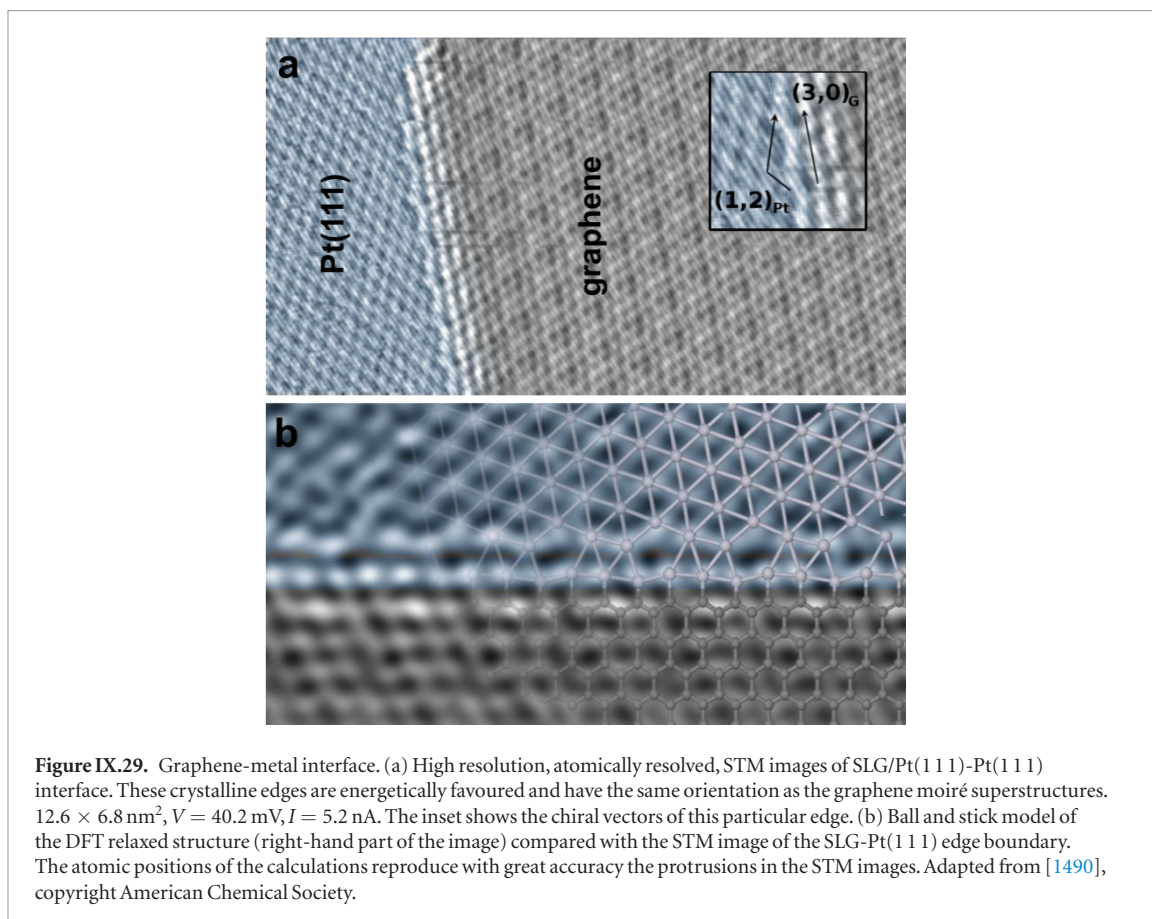 a
Pt(111)
graphene
(3,0)G
(1,2)Pt
b
Figure IX.29. Graphene-metal interface. (a) High resolution, atomically resolved, STM images of SLG/Pt(1 1 1)-Pt(1 1 1)
interface. These crystalline edges are energetically favoured and have the same orientation as the graphene moiré superstructures.
12.6 × 6.8 nm², V = 40.2 mV, I = 5.2 nA. The inset shows the chiral vectors of this particular edge. (b) Ball and stick model of
the DFT relaxed structure (right-hand part of the image) compared with the STM image of the SLG-Pt(1 1 1) edge boundary.
The atomic positions of the calculations reproduce with great accuracy the protrusions in the STM images. Adapted from [1490],
copyright American Chemical Society.